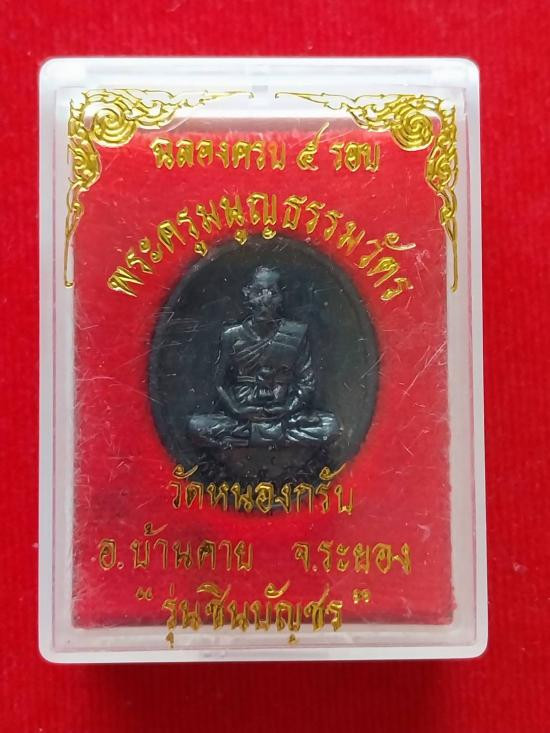 ฉลองครบ ๕ รอบ
พระครูมนูญธรรมวัตร
วัดหนองกรับ
อ.บ้านคาย จ.ระยอง
"รุ่นชินบัญชร"